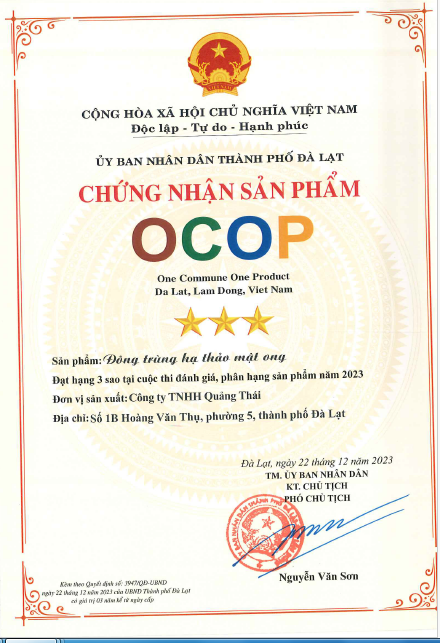 CỘNG HÒA XÃ HỘI CHỦ NGHĨA VIỆT NAM
Độc lập - Tự do - Hạnh phúc
ỦY BAN NHÂN DÂN THÀNH PHỐ ĐÀ LẠT
CHỨNG NHẬN SẢN PHẨM
OCOP
One Commune One Product
Da Lat, Lam Dong, Viet Nam
Sản phẩm: Đông trùng hạ thảo mật ong
Đạt hạng 3 sao tại cuộc thi đánh giá, phân hạng sản phẩm năm 2023
Đơn vị sản xuất: Công ty TNHH Quảng Thái
Địa chỉ: Số 1B Hoàng Văn Thụ, phường 5, thành phố Đà Lạt
Đà Lạt, ngày 22 tháng 12 năm 2023
TM. ỦY BAN NHÂN DÂN
KT. CHỦ TỊCH
PHÓ CHỦ TỊCH
Nguyễn Văn Sơn
Kèm theo Quyết định số: 3947/QĐ-UBND
ngày 22 tháng 12 năm 2023 của UBND Thành phố Đà Lạt
có giá trị 03 năm kể từ ngày cấp